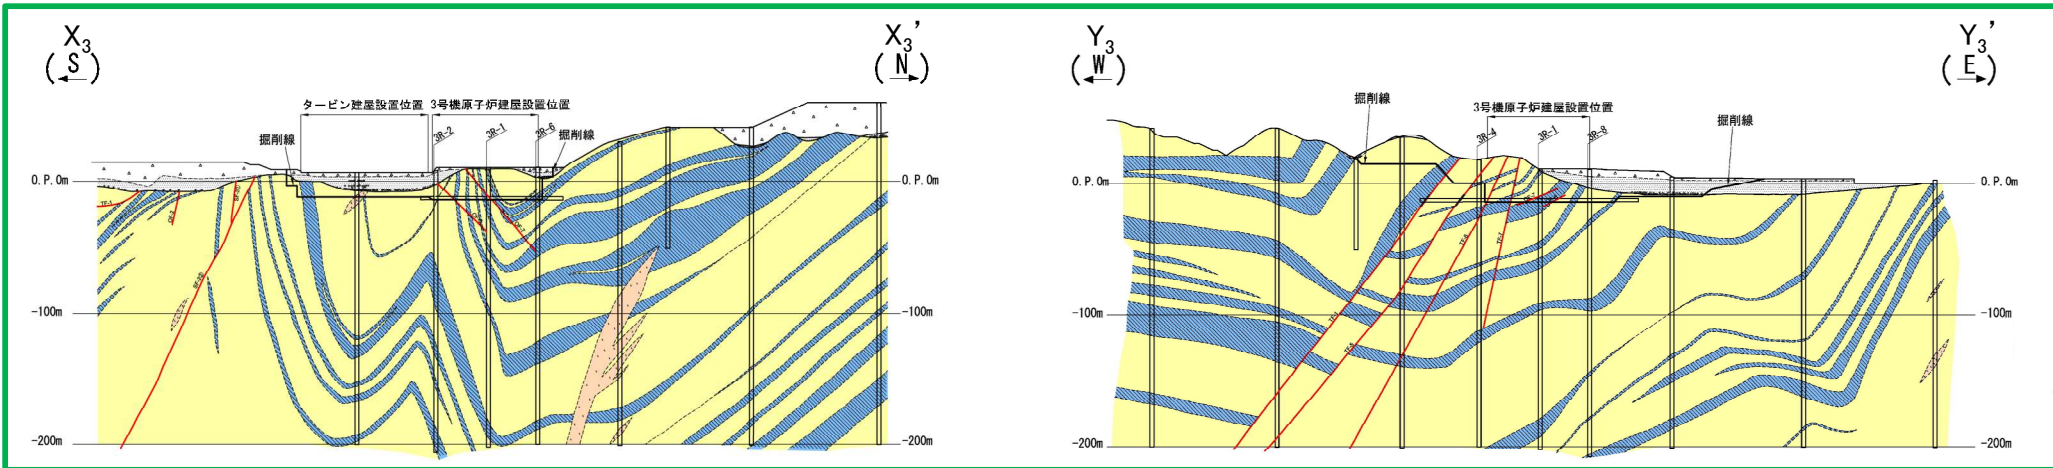 X₃
(S)
X₃’
(N)
タービン建屋設置位置 3号機原子炉建屋設置位置
掘削線
3R-2
3R-1
3R-6
掘削線
O.P.0m
O.P.0m
TF-1
-100m
-100m
-200m
-200m
Y₃
(W)
Y₃’
(E)
掘削線
3号機原子炉建屋設置位置
3R-4
3R-1
3R-8
掘削線
O.P.0m
O.P.0m
-100m
-100m
-200m
-200m